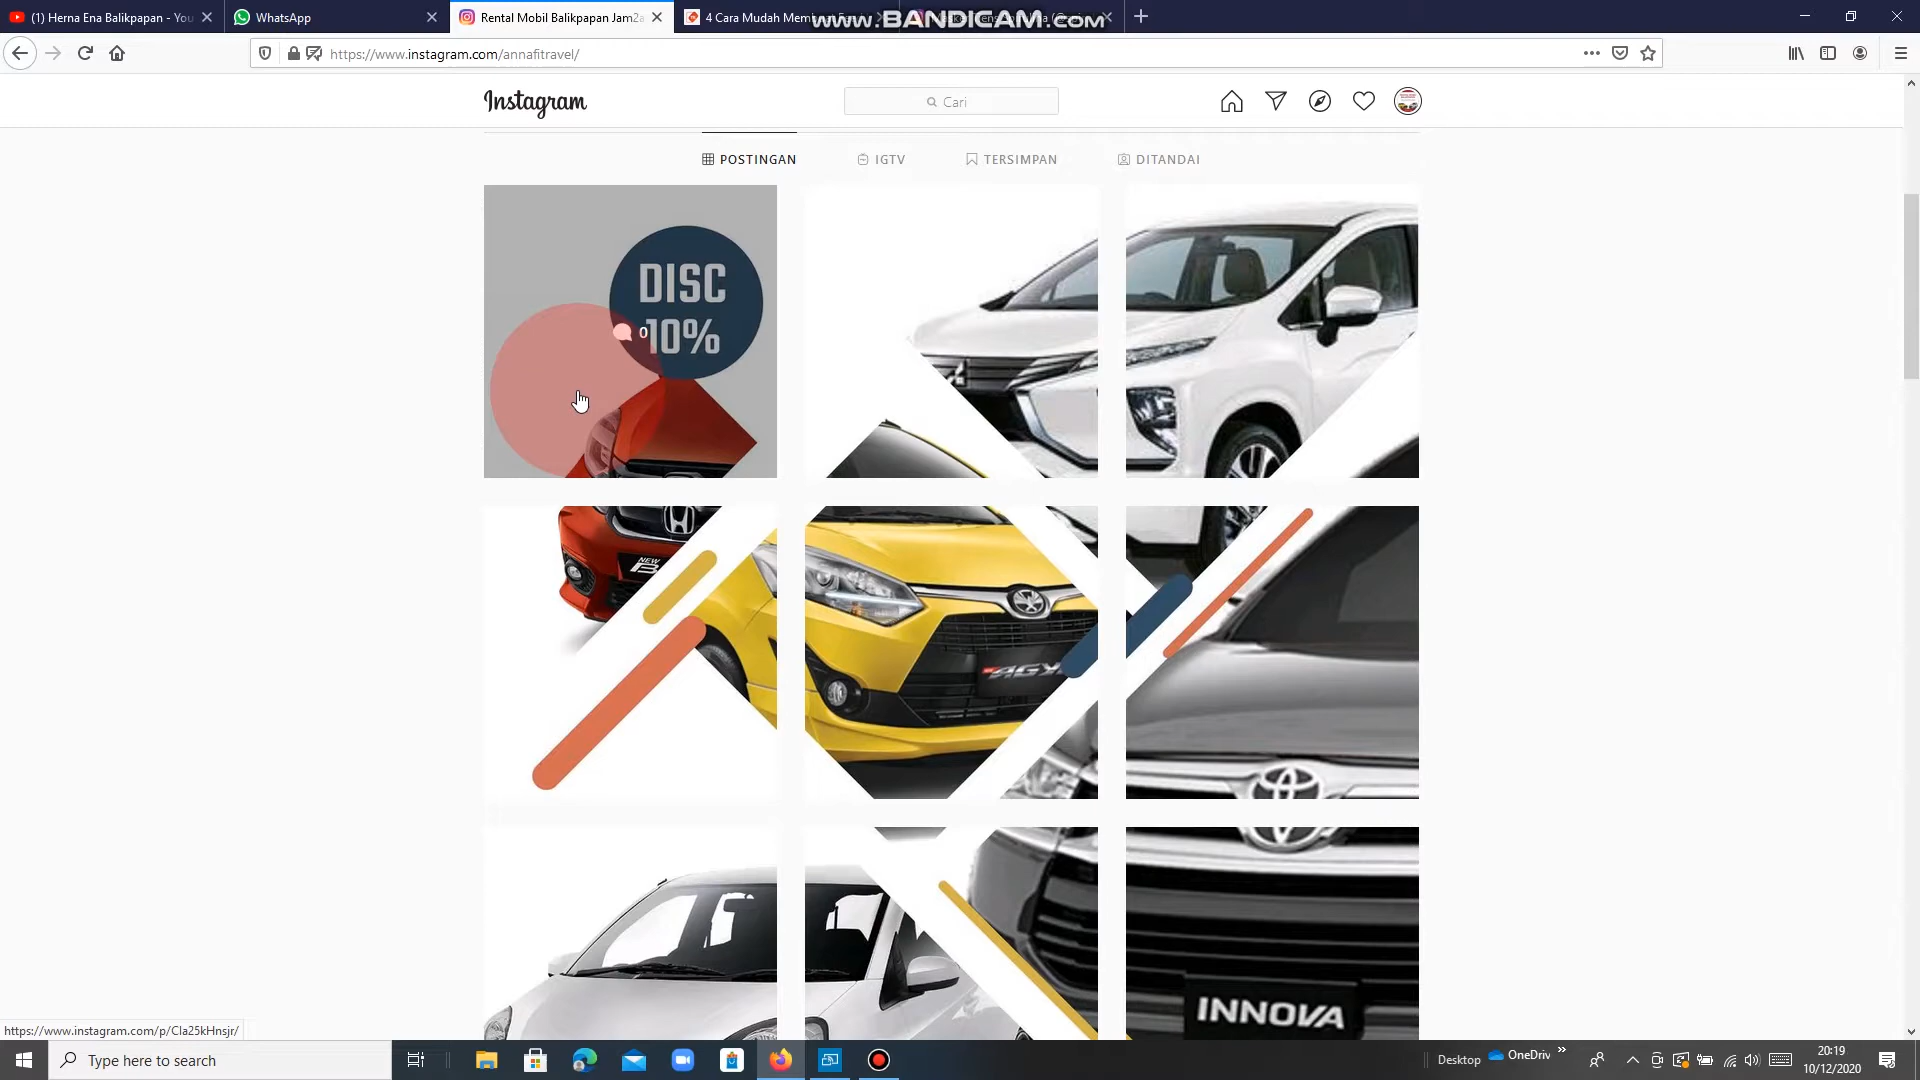 (1) Herna Ena Balikpapan - You
WhatsApp
Rental Mobil Balikpapan Jam2a
4 Cara Mudah Mem
www.BANDICAM.com
https://www.instagram.com/annafitravel/
Instagram
Cari
POSTINGAN
IGTV
TERSIMPAN
DITANDAI
DISC
10%
0
NEW
AGYA
INNOVA
https://www.instagram.com/p/Cla25kHnsjr/
Type here to search
Desktop
OneDriv
20:19
10/12/2020